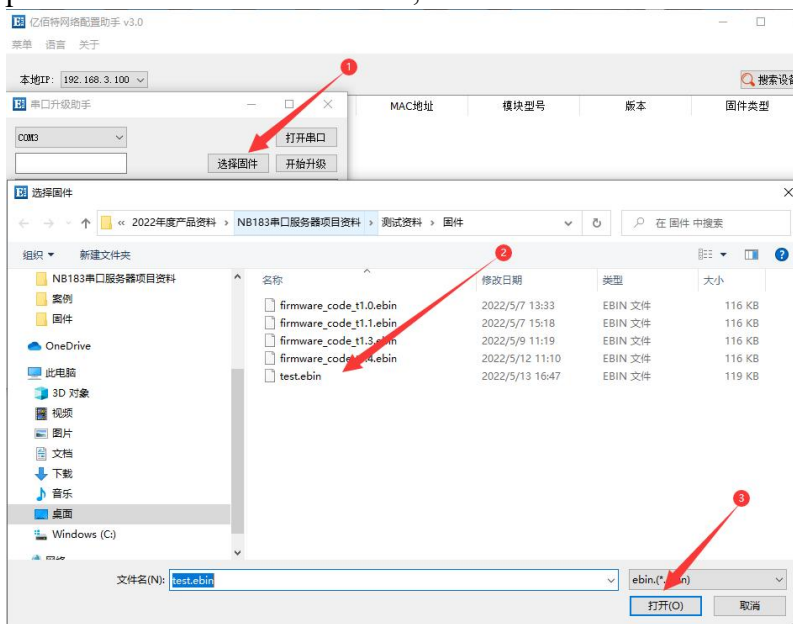 亿佰特网络配置助手 v3.0
菜单 语言 关于
本地IP: 192.168.3.100 搜索设
1
串口升级助手 MAC地址 模块型号 版本 固件类型
COM3 打开串口
选择固件 开始升级
选择固件
« 2022年度产品资料 › NB183串口服务器项目资料 › 测试资料 › 固件 在 固件 中搜索
组织 新建文件夹 2
NB183串口服务器项目资料 名称 修改日期 类型 大小
案例 firmware_code_t1.0.ebin 2022/5/7 13:33 EBIN 文件 116 KB
固件 firmware_code_t1.1.ebin 2022/5/7 15:18 EBIN 文件 116 KB
firmware_code_t1.3.ebin 2022/5/9 11:19 EBIN 文件 116 KB
OneDrive firmware_code 4.ebin 2022/5/12 11:10 EBIN 文件 116 KB
此电脑 test.ebin 2022/5/13 16:47 EBIN 文件 119 KB
3D 对象
视频
图片
文档
下载
音乐
桌面 3
Windows (C:)
文件名(N): test.ebin ebin.(*.
打开(O) 取消